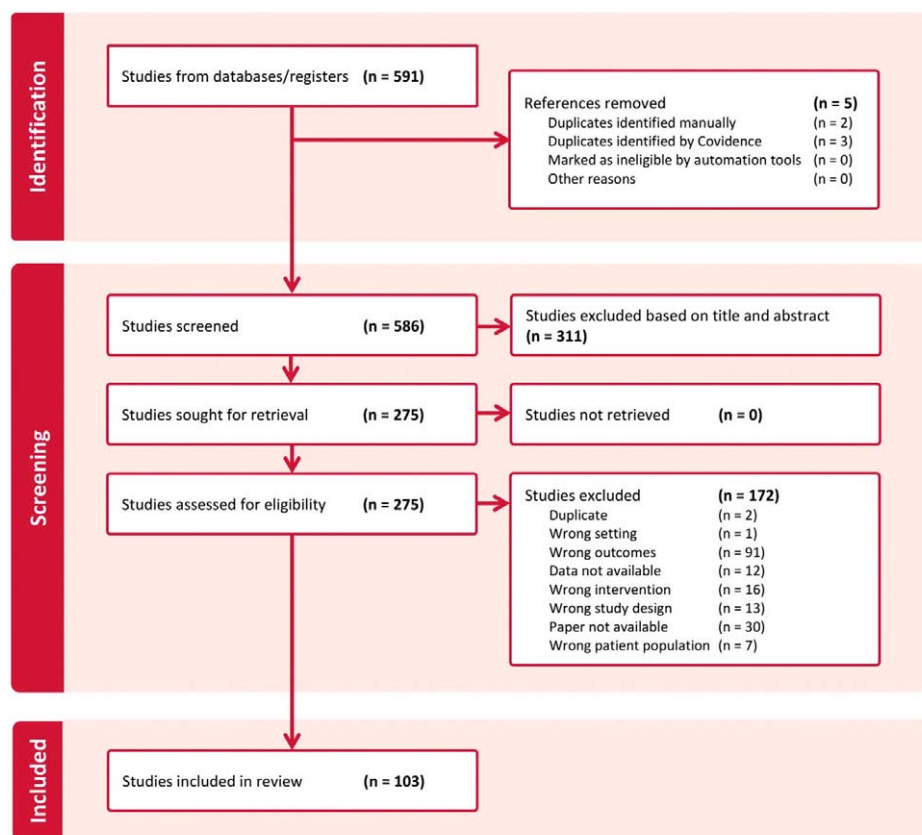 Identification
Studies from databases/registers (n = 591)
References removed (n = 5)
Duplicates identified manually (n = 2)
Duplicates identified by Covidence (n = 3)
Marked as ineligible by automation tools (n = 0)
Other reasons (n = 0)
Screening
Studies screened (n = 586)
Studies excluded based on title and abstract
(n = 311)
Studies sought for retrieval (n = 275)
Studies not retrieved (n = 0)
Studies assessed for eligibility (n = 275)
Studies excluded (n = 172)
Duplicate (n = 2)
Wrong setting (n = 1)
Wrong outcomes (n = 91)
Data not available (n = 12)
Wrong intervention (n = 16)
Wrong study design (n = 13)
Paper not available (n = 30)
Wrong patient population (n = 7)
Included
Studies included in review (n = 103)